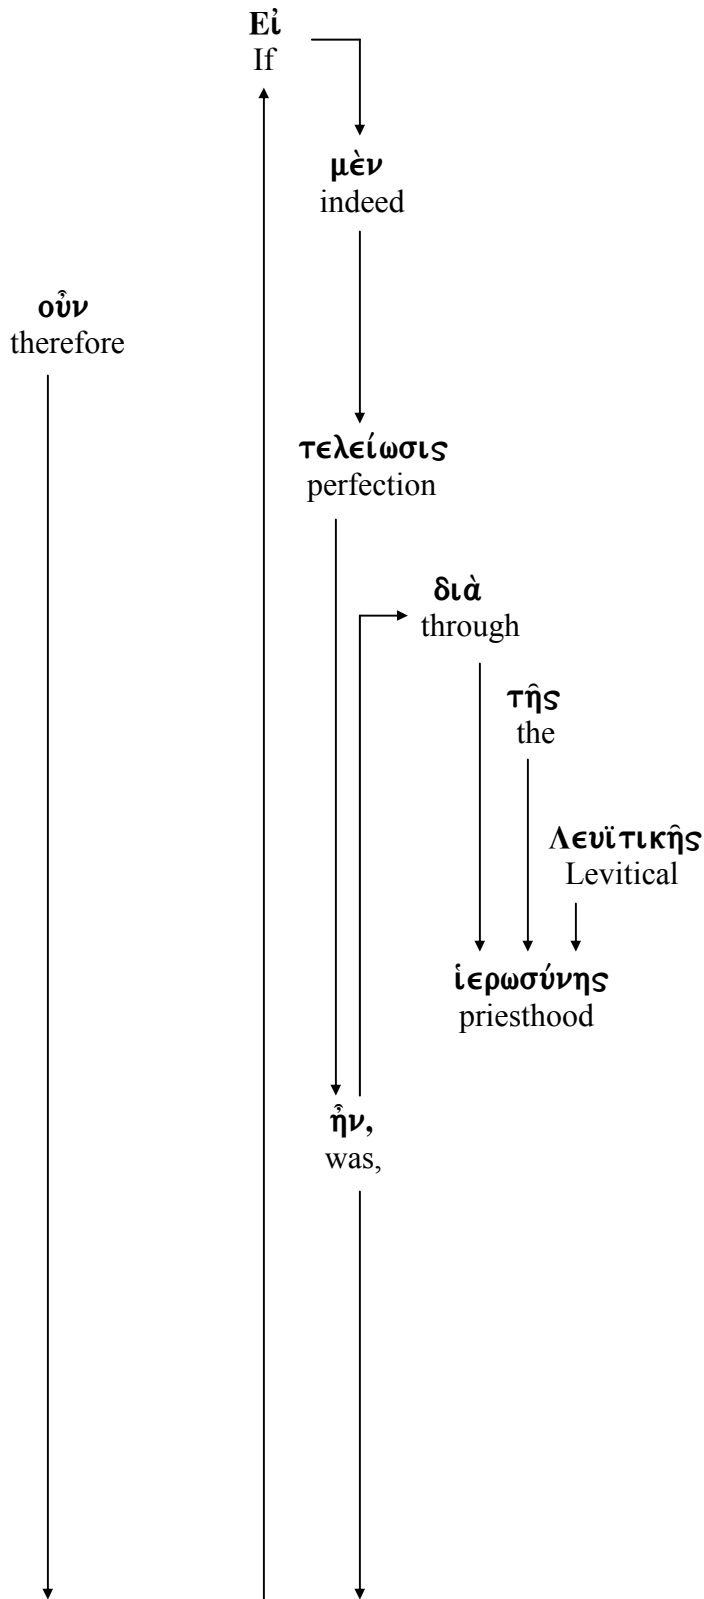 Εἰ
If
μὲν
indeed
οὖν
therefore
τελείωσις
perfection
διὰ
through
τῆς
the
Λευϊτικῆς
Levitical
ἱερωσύνης
priesthood
ἦν,
was,